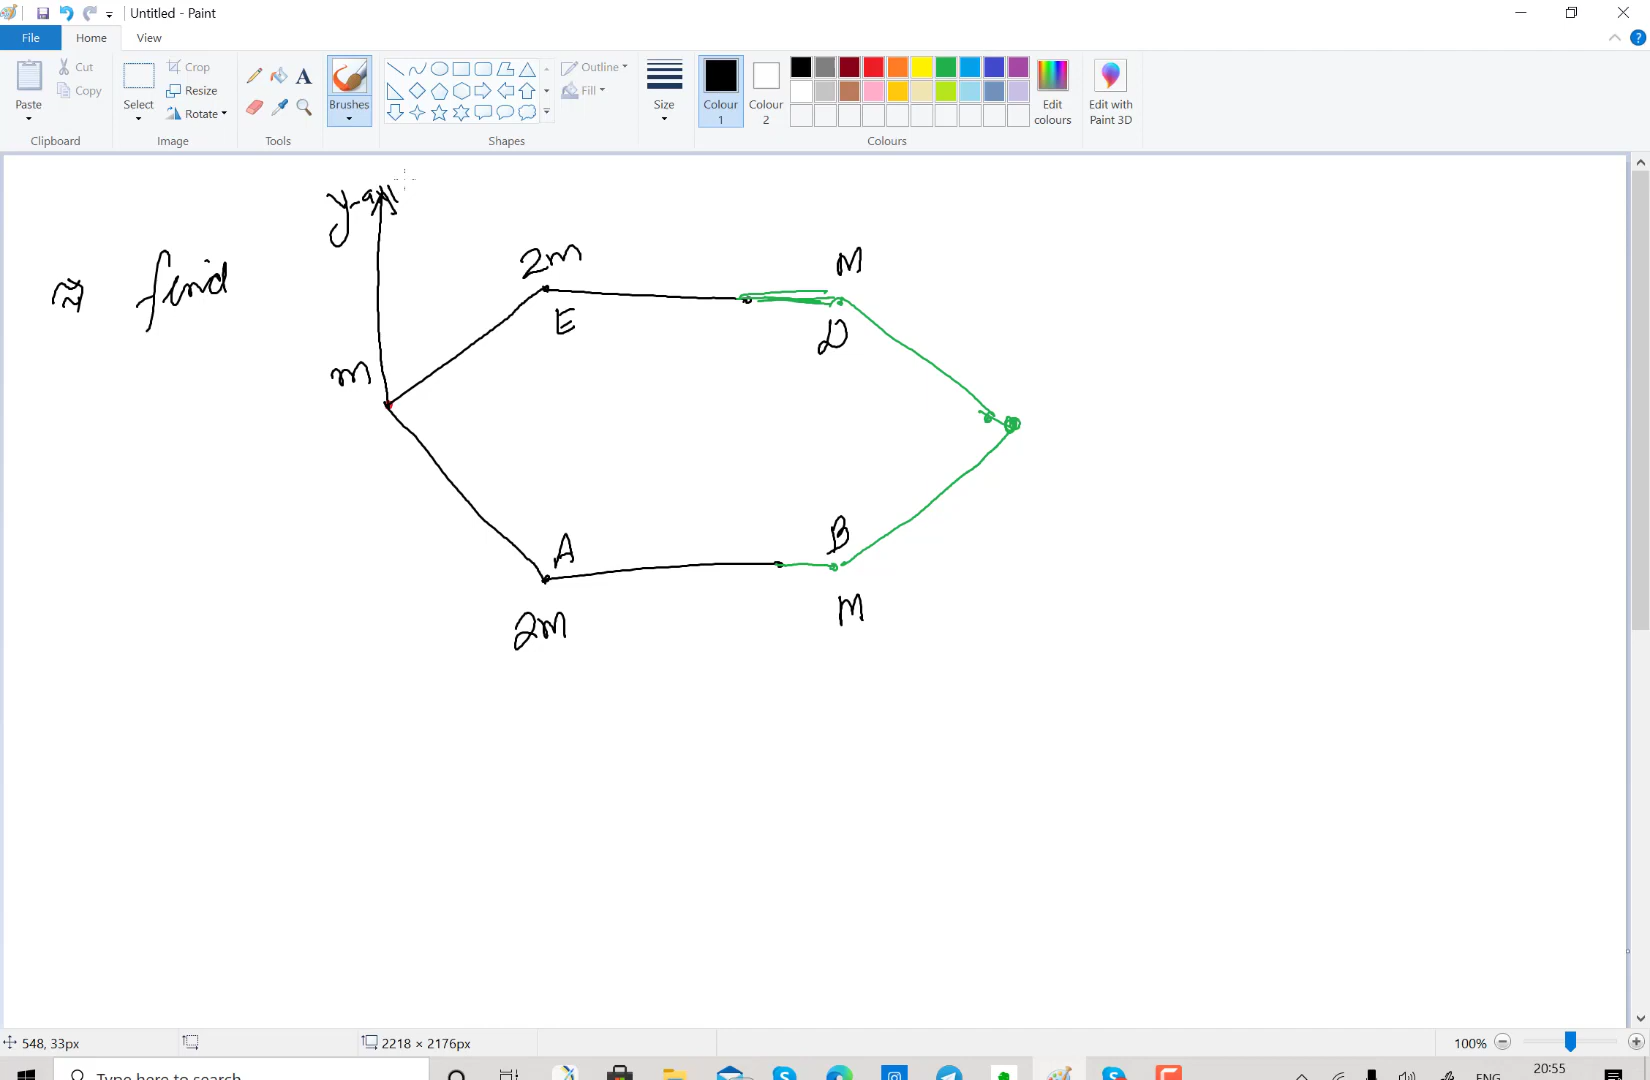 Untitled - Paint
File
Home
View
Paste
Cut
Copy
Clipboard
Select
Crop
Resize
Rotate
Image
Tools
Brushes
Shapes
Outline
Fill
Size
Colour 1
Colour 2
Edit colours
Edit with Paint 3D
Colours
y-axis
find
2m
M
E
D
m
A
B
2m
M
548, 33px
2218 × 2176px
100%
Type here to search
ENG
20:55